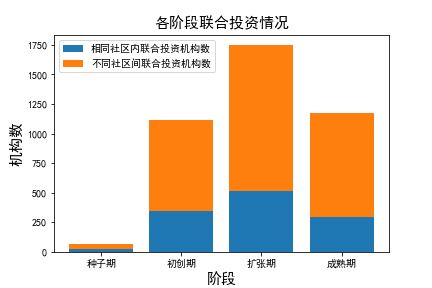 各阶段联合投资情况
相同社区内联合投资机构数
不同社区间联合投资机构数
机构数
1750
1500
1250
1000
750
500
250
0
种子期 初创期 扩张期 成熟期
阶段